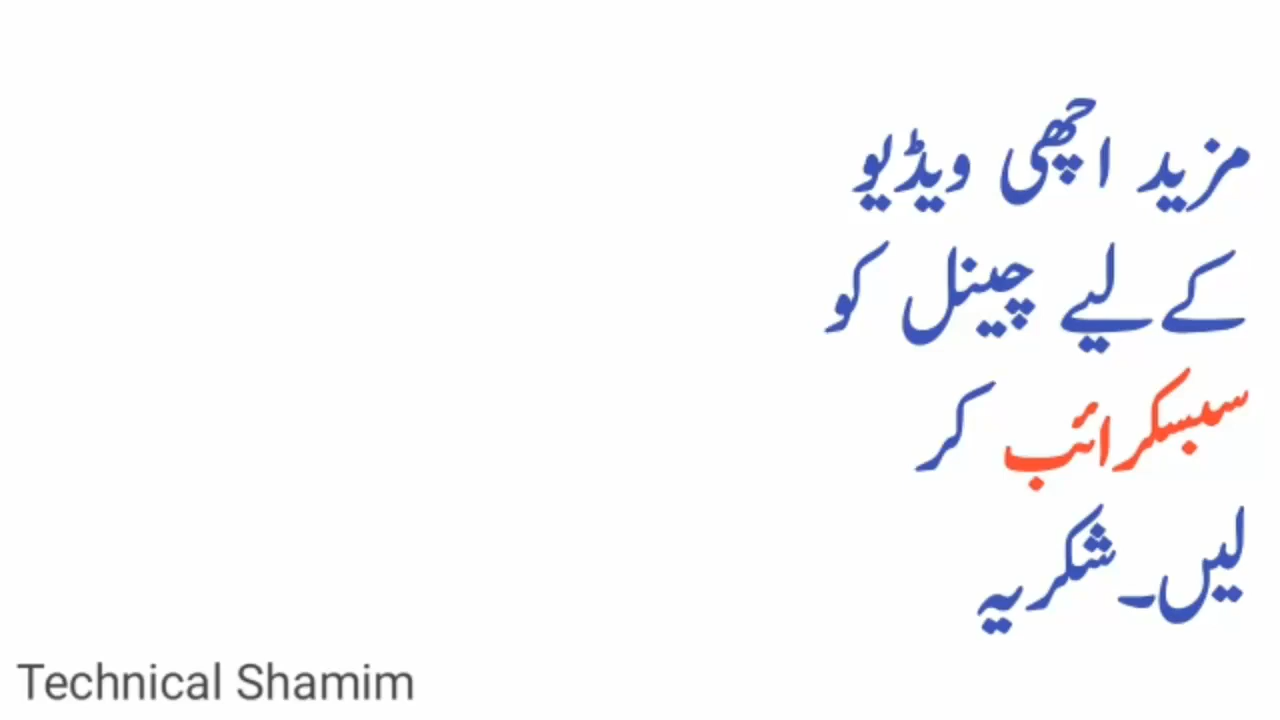 مزید اچھی ویڈیو
کے لیے چینل کو
سبسکرائب کر
لیں۔ شکریہ
Technical Shamim